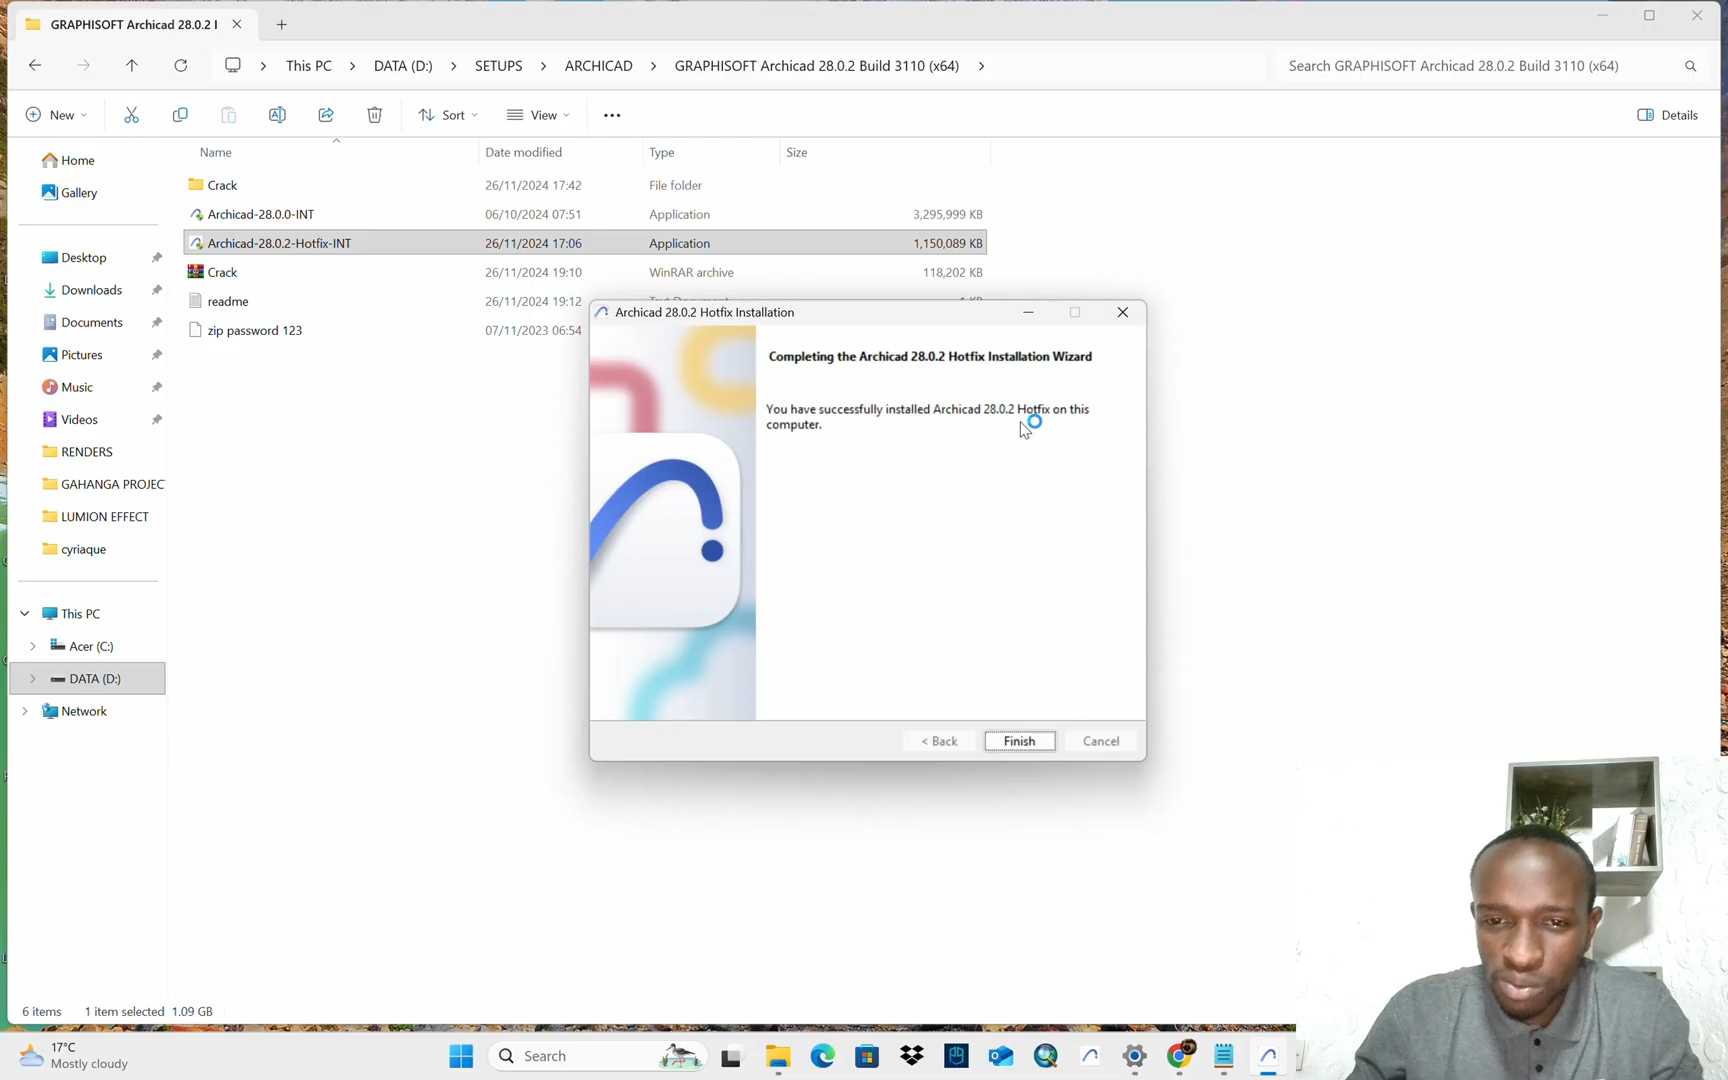 GRAPHISOFT Archicad 28.0.2 I
This PC > DATA (D:) > SETUPS > ARCHICAD > GRAPHISOFT Archicad 28.0.2 Build 3110 (x64) >
Search GRAPHISOFT Archicad 28.0.2 Build 3110 (x64)
New
Sort
View
Details
Name Date modified Type Size
Crack 26/11/2024 17:42 File folder
Archicad-28.0.0-INT 06/10/2024 07:51 Application 3,295,999 KB
Archicad-28.0.2-Hotfix-INT 26/11/2024 17:06 Application 1,150,089 KB
Crack 26/11/2024 19:10 WinRAR archive 118,202 KB
readme 26/11/2024 19:12
zip password 123 07/11/2023 06:54
Home
Gallery
Desktop
Downloads
Documents
Pictures
Music
Videos
RENDERS
GAHANGA PROJEC
LUMION EFFECT
cyriaque
This PC
Acer (C:)
DATA (D:)
Network
Archicad 28.0.2 Hotfix Installation
Completing the Archicad 28.0.2 Hotfix Installation Wizard
You have successfully installed Archicad 28.0.2 Hotfix on this
computer.
< Back
Finish
Cancel
6 items 1 item selected 1.09 GB
17°C
Mostly cloudy
Search